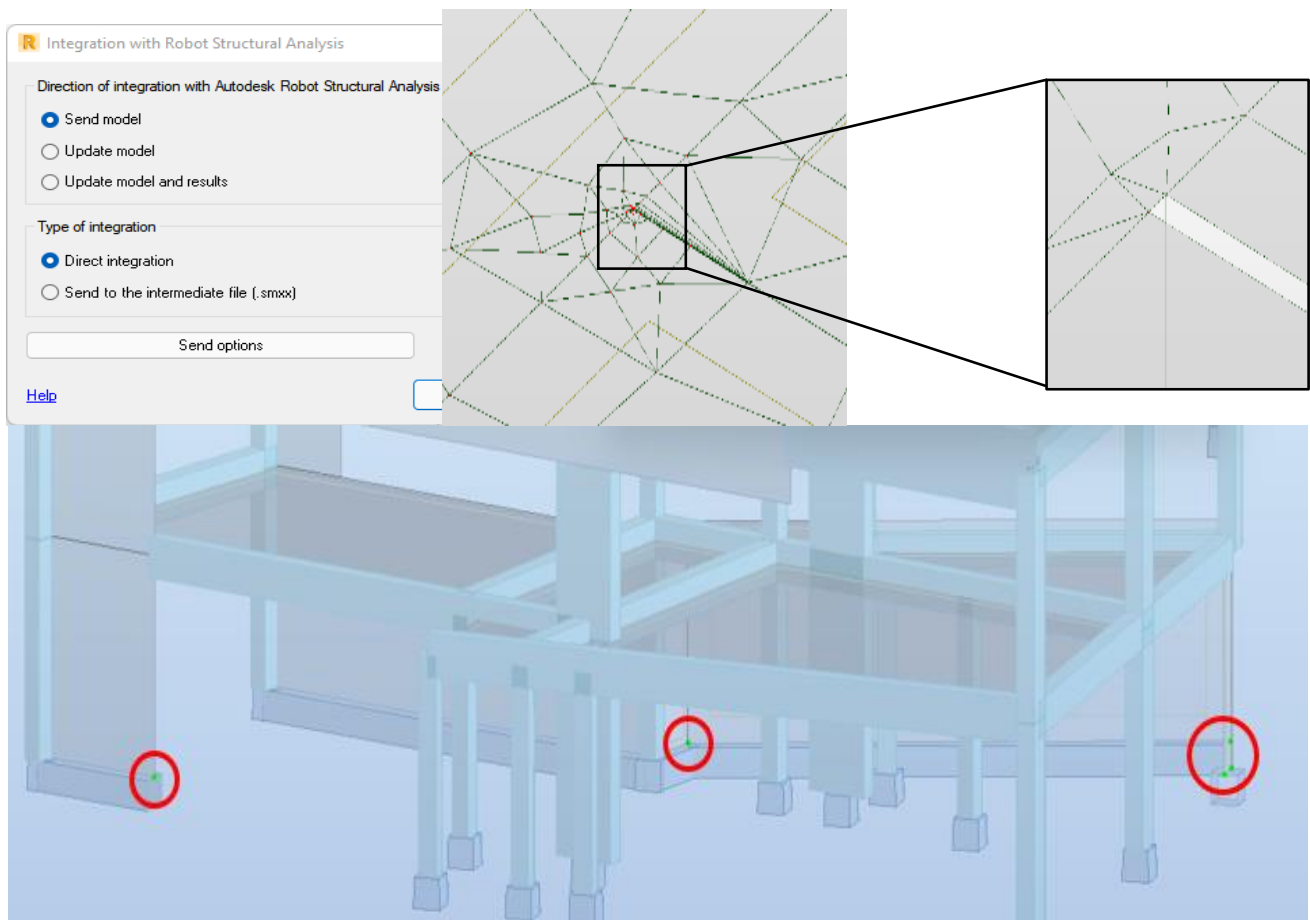 R Integration with Robot Structural Analysis
Direction of integration with Autodesk Robot Structural Analysis
Send model
Update model
Update model and results
Type of integration
Direct integration
Send to the intermediate file (.smxx)
Send options
Help